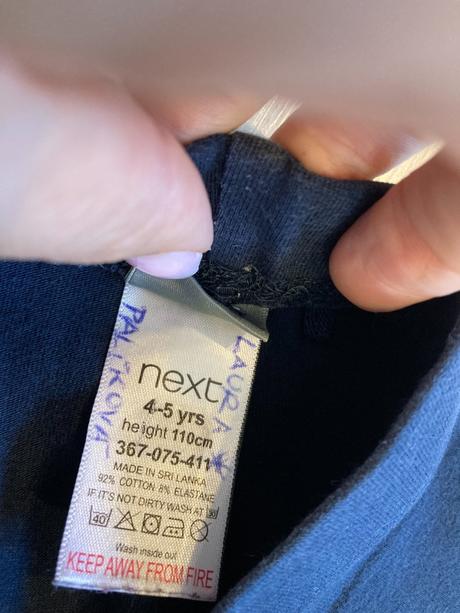 PALIKOVA
LAURA
next
4-5 yrs
height 110cm
367-075-411
MADE IN SRI LANKA
92% COTTON 8% ELASTANE
IF IT'S NOT DIRTY WASH AT 30
40
Wash inside out
KEEP AWAY FROM FIRE